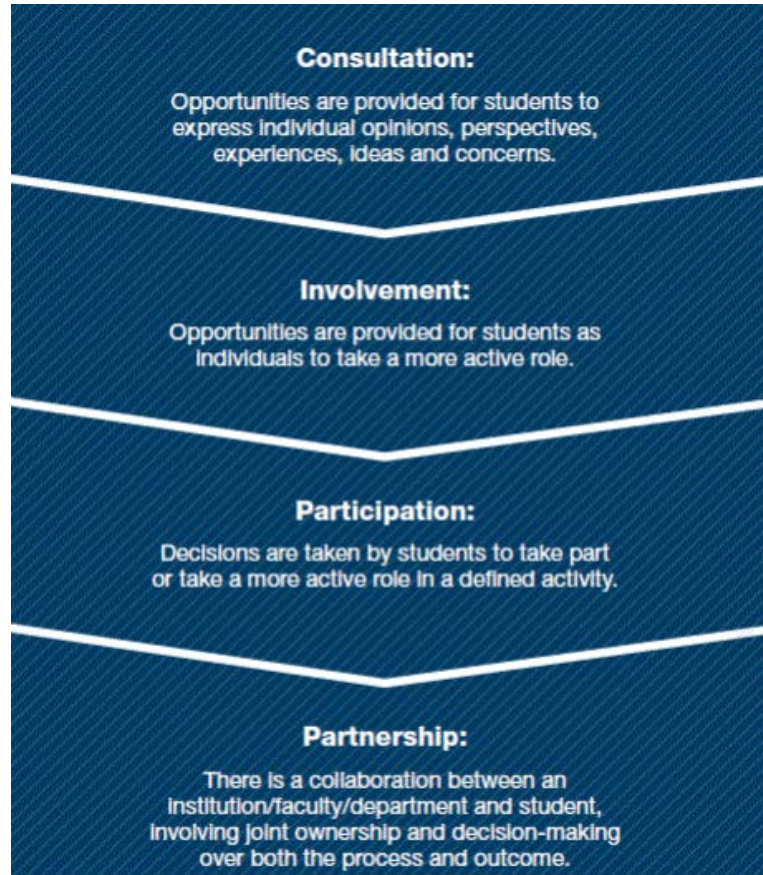 Consultation:
Opportunities are provided for students to
express individual opinions, perspectives,
experiences, ideas and concerns.
Involvement:
Opportunities are provided for students as
individuals to take a more active role.
Participation:
Decisions are taken by students to take part
or take a more active role in a defined activity.
Partnership:
There is a collaboration between an
institution/faculty/department and student,
involving joint ownership and decision-making
over both the process and outcome.